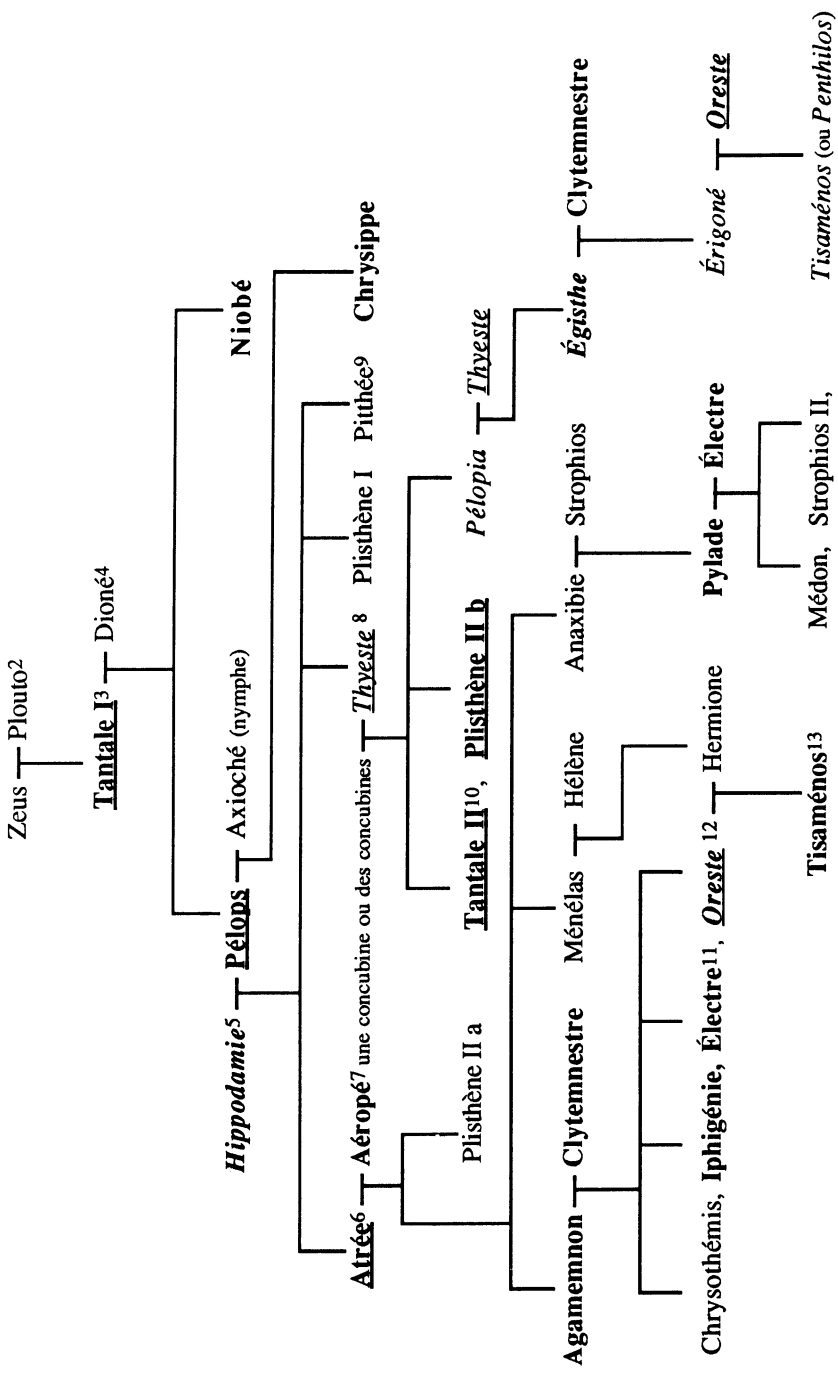 Zeus Plouto2
Tantale I3 Dioné4
Niobé
Hippodamie5 Pélops Axioché (nymphe)
Atrée6 Aéropé7 une concubine ou des concubines Thyeste 8 Plisthène I Pitthée9 Chrysippe
Plisthène II a Tantale II10, Plisthène II b Pélopia Thyeste
Agamemnon Clytemnestre Ménélas Hélène Anaxibie Strophios Égisthe Clytemnestre
Chrysothémis, Iphigénie, Électre11, Oreste 12 Hermione Pylade Électre Érigoné Oreste
Tisaménos13 Médon, Strophios II, Tisaménos (ou Penthilos)